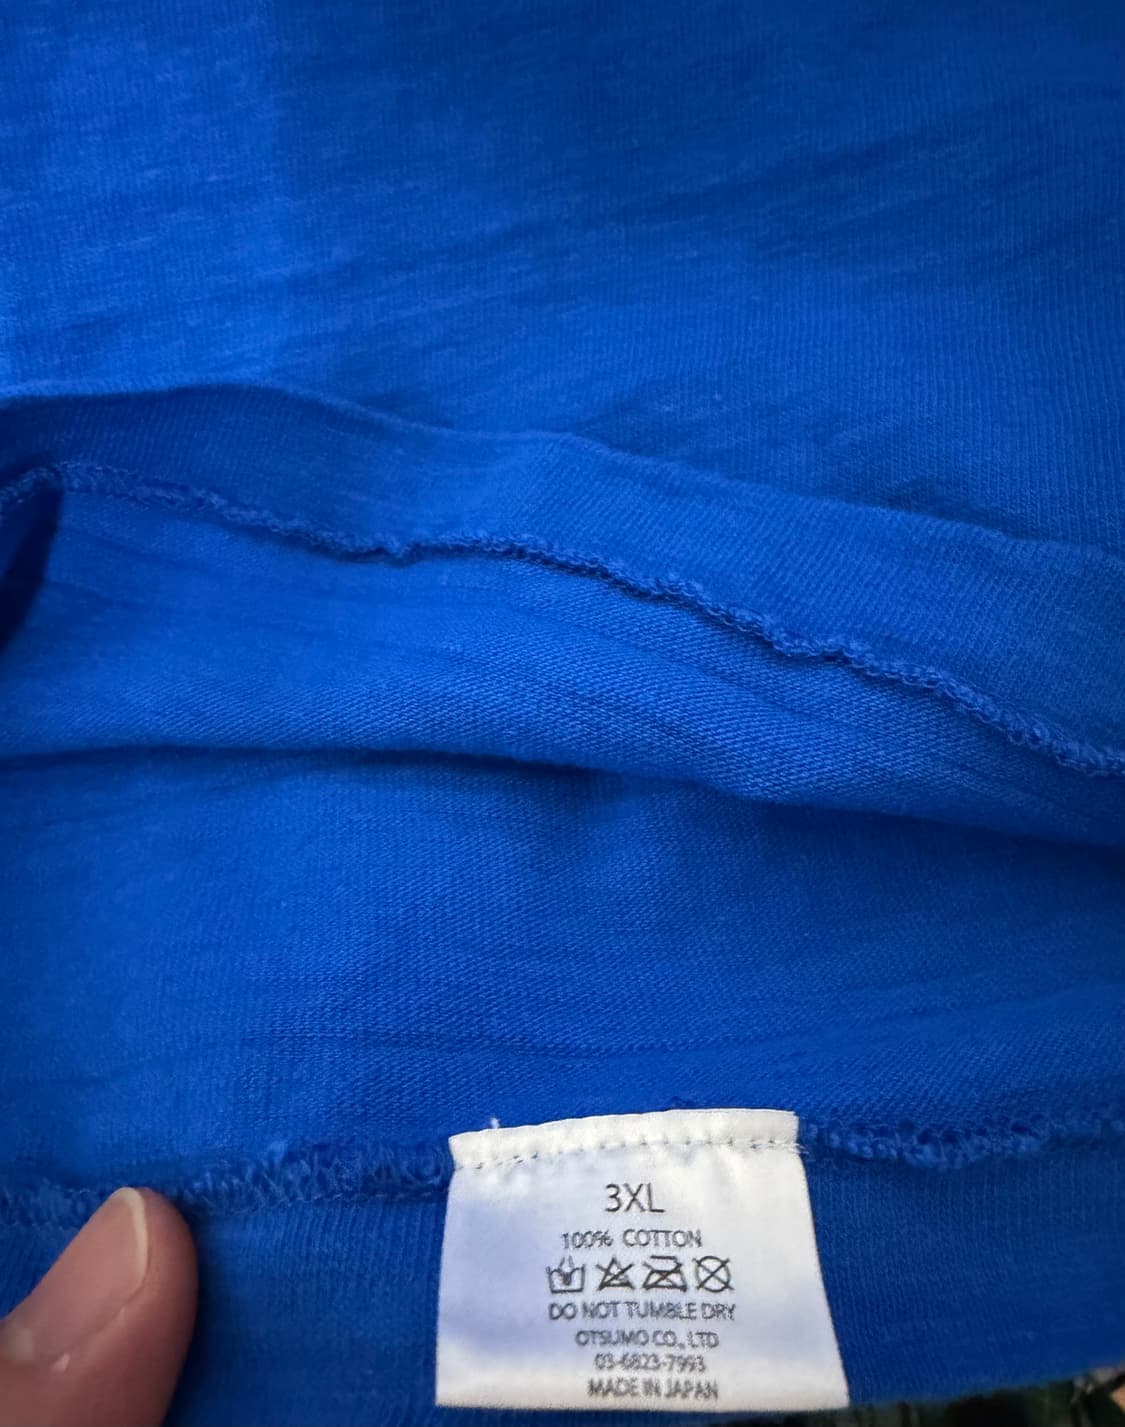 3XL
100% COTTON
DO NOT TUMBLE DRY
OTSUMO CO., LTD
03-6823-7993
MADE IN JAPAN